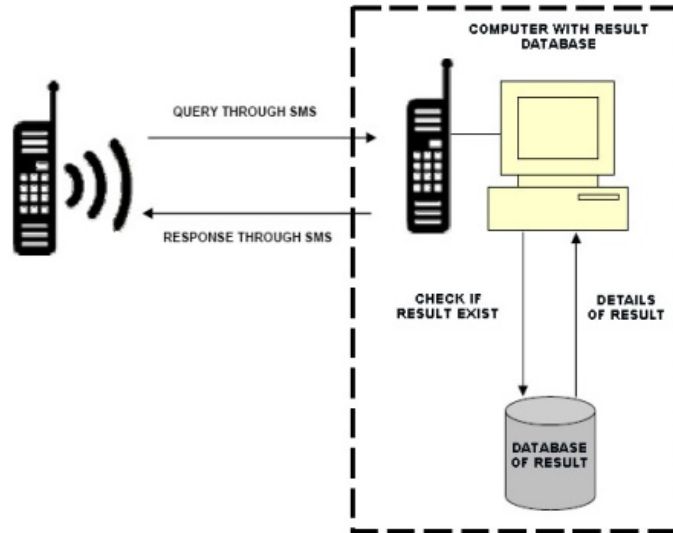 COMPUTER WITH RESULT
DATABASE
QUERY THROUGH SMS
RESPONSE THROUGH SMS
CHECK IF
RESULT EXIST
DETAILS
OF RESULT
DATABASE
OF RESULT